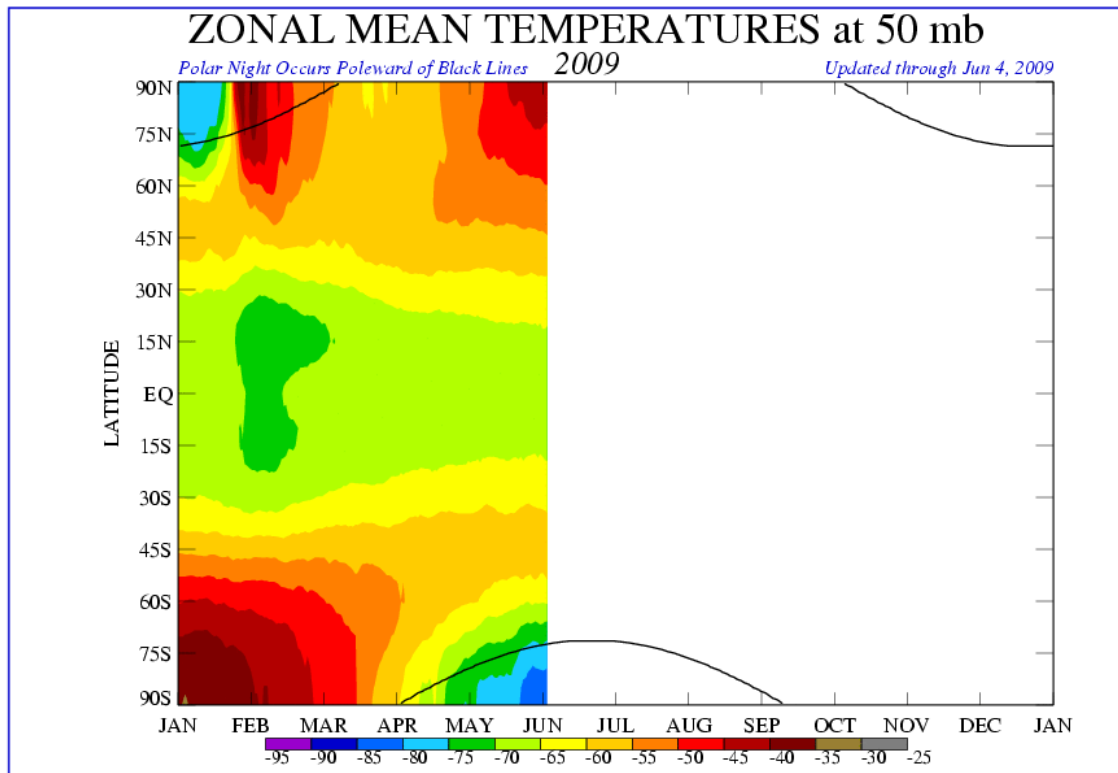 ZONAL MEAN TEMPERATURES at 50 mb
Polar Night Occurs Poleward of Black Lines 2009 Updated through Jun 4, 2009
90N
75N
60N
45N
30N
15N
EQ
15S
30S
45S
60S
75S
90S
LATITUDE
JAN FEB MAR APR MAY JUN JUL AUG SEP OCT NOV DEC JAN
-95 -90 -85 -80 -75 -70 -65 -60 -55 -50 -45 -40 -35 -30 -25